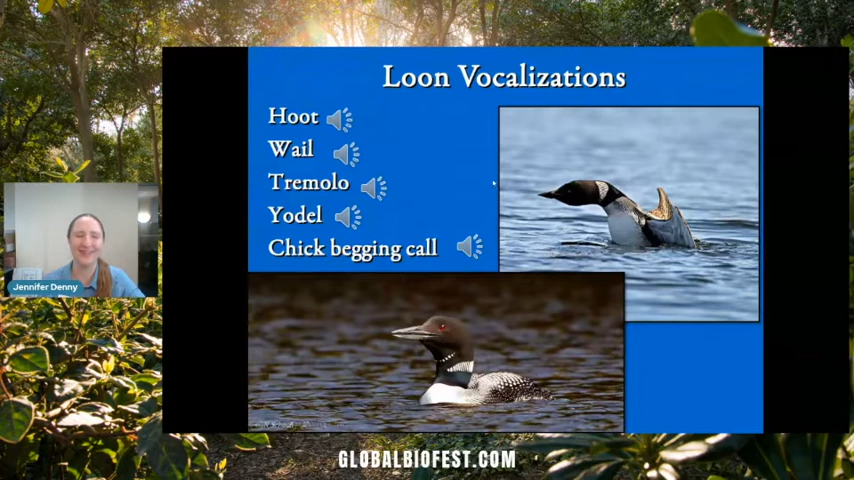 Loon Vocalizations
Hoot
Wail
Tremolo
Yodel
Chick begging call
Jennifer Denny
GLOBALBIOFEST.COM